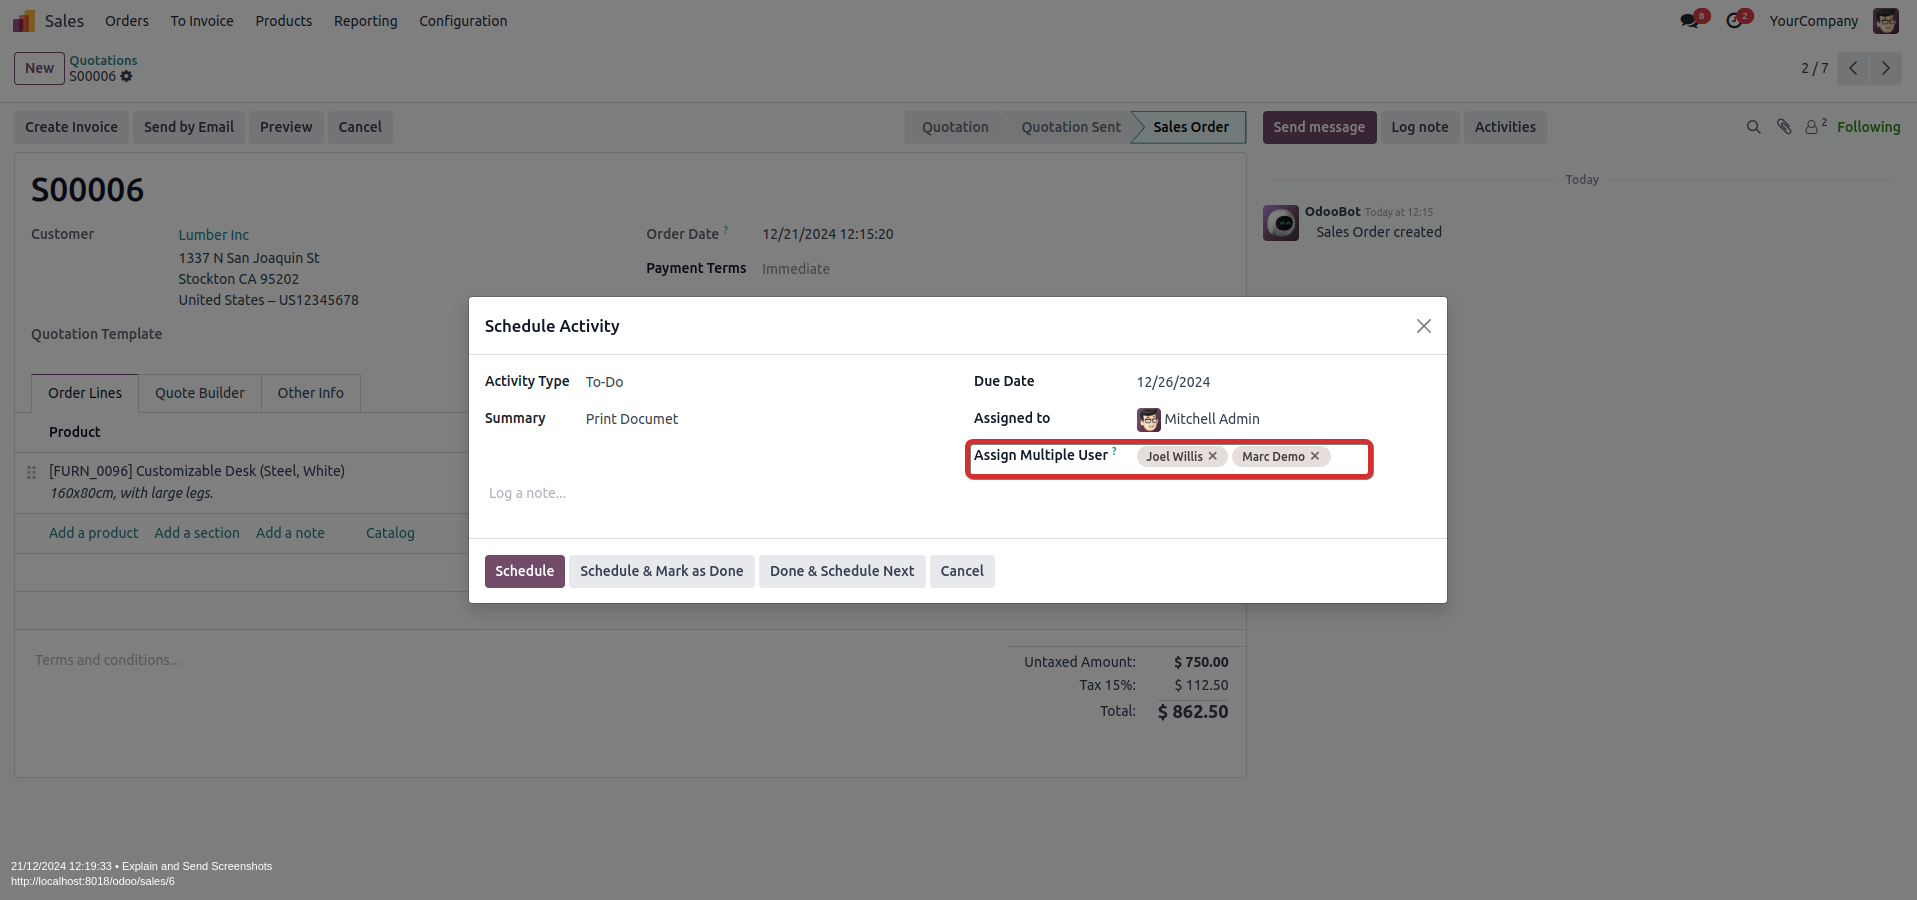 Sales Orders To Invoice Products Reporting Configuration 8 2 YourCompany
New Quotations
S00006 2 / 7
Create Invoice Send by Email Preview Cancel Quotation Quotation Sent Sales Order Send message Log note Activities 2 Following
Today
S00006
OdooBot Today at 12:15
Sales Order created
Customer Lumber Inc Order Date ? 12/21/2024 12:15:20
1337 N San Joaquin St
Stockton CA 95202 Payment Terms Immediate
United States – US12345678
Quotation Template
Schedule Activity
Activity Type To-Do Due Date 12/26/2024
Summary Print Documet Assigned to Mitchell Admin
Assign Multiple User ? Joel Willis ✕ Marc Demo ✕
Log a note...
Schedule Schedule & Mark as Done Done & Schedule Next Cancel
Order Lines Quote Builder Other Info
Product
[FURN_0096] Customizable Desk (Steel, White)
160x80cm, with large legs.
Add a product Add a section Add a note Catalog
Terms and conditions...
Untaxed Amount: $ 750.00
Tax 15%: $ 112.50
Total: $ 862.50
21/12/2024 12:19:33 • Explain and Send Screenshots
http://localhost:8018/odoo/sales/6